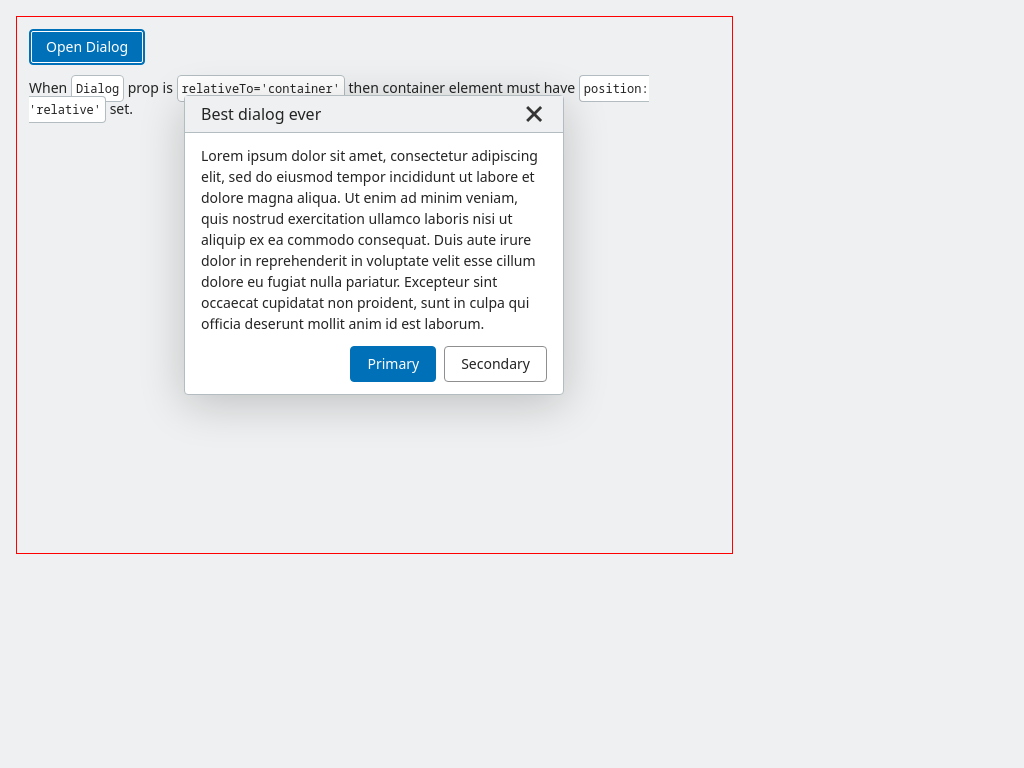 Open Dialog
When Dialog prop is relativeTo='container' then container element must have position:
'relative' set.
Best dialog ever
Lorem ipsum dolor sit amet, consectetur adipiscing
elit, sed do eiusmod tempor incididunt ut labore et
dolore magna aliqua. Ut enim ad minim veniam,
quis nostrud exercitation ullamco laboris nisi ut
aliquip ex ea commodo consequat. Duis aute irure
dolor in reprehenderit in voluptate velit esse cillum
dolore eu fugiat nulla pariatur. Excepteur sint
occaecat cupidatat non proident, sunt in culpa qui
officia deserunt mollit anim id est laborum.
Primary Secondary